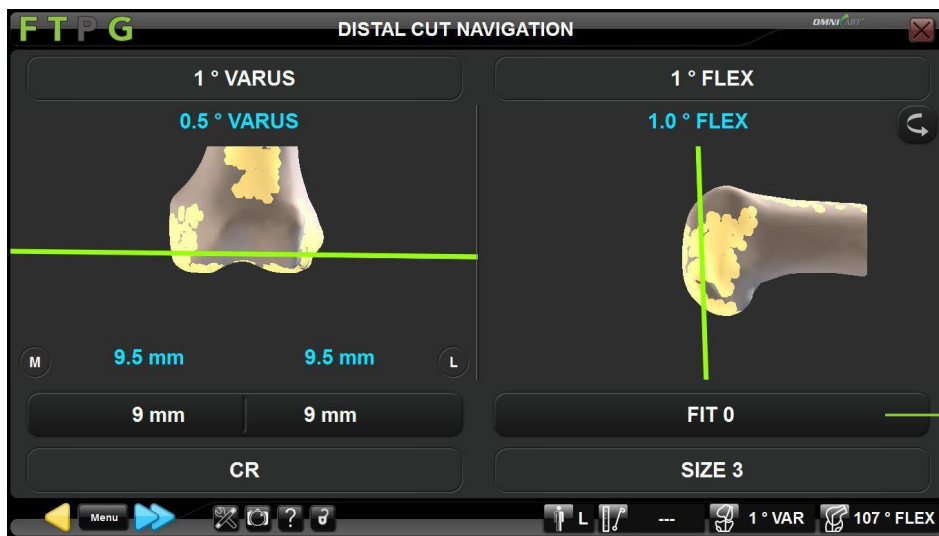 F T P G
DISTAL CUT NAVIGATION
OMNI ART™
1 ° VARUS
1 ° FLEX
0.5 ° VARUS
1.0 ° FLEX
M
9.5 mm
9.5 mm
L
9 mm
9 mm
FIT 0
CR
SIZE 3
Menu
?
L
---
1 ° VAR
107 ° FLEX